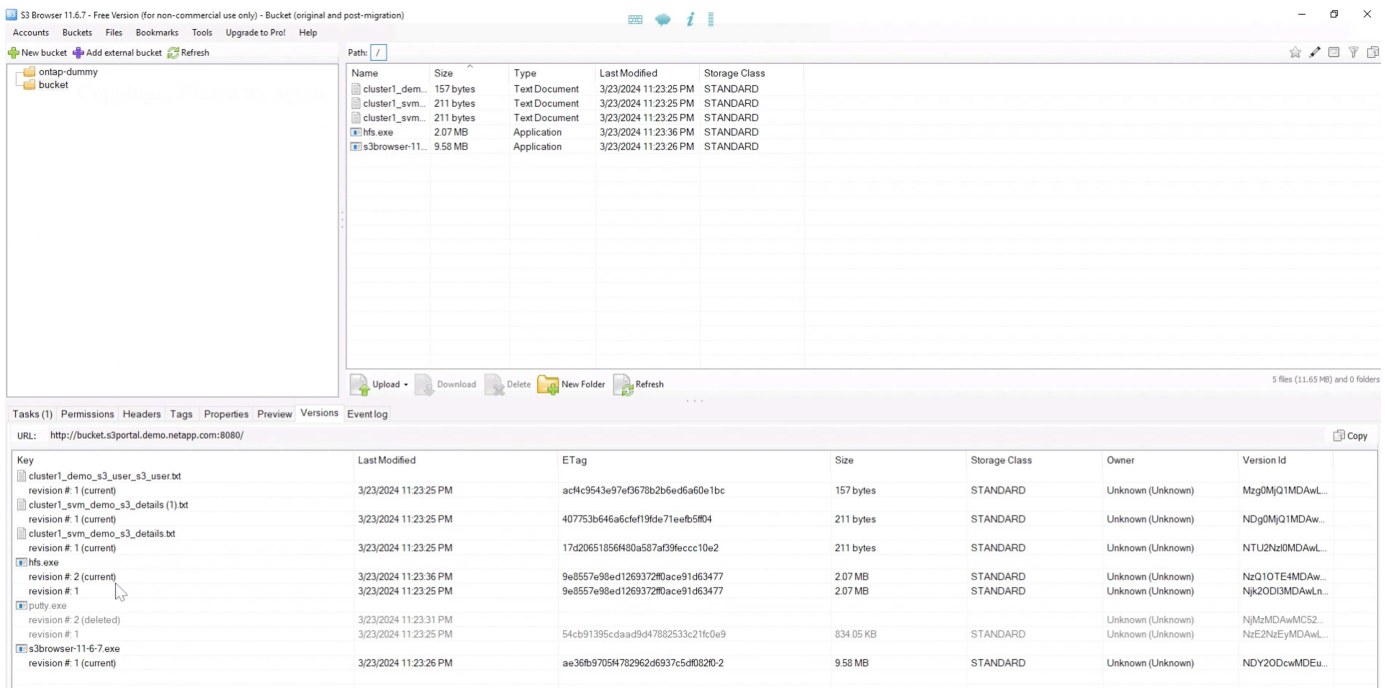 S3 Browser 11.6.7 - Free Version (for non-commercial use only) - Bucket (original and post-migration)
Accounts Buckets Files Bookmarks Tools Upgrade to Pro! Help
New bucket Add external bucket Refresh
Path: /
ontap-dummy
bucket
Name Size Type Last Modified Storage Class
cluster1_dem... 157 bytes Text Document 3/23/2024 11:23:25 PM STANDARD
cluster1_svm... 211 bytes Text Document 3/23/2024 11:23:25 PM STANDARD
cluster1_svm... 211 bytes Text Document 3/23/2024 11:23:25 PM STANDARD
hfs.exe 2.07 MB Application 3/23/2024 11:23:36 PM STANDARD
s3browser-11... 9.58 MB Application 3/23/2024 11:23:26 PM STANDARD
Upload Download Delete New Folder Refresh
5 files (11.65 MB) and 0 folders
Tasks (1) Permissions Headers Tags Properties Preview Versions Event log
URL: http://bucket.s3portal.demo.netapp.com:8080/ Copy
Key Last Modified ETag Size Storage Class Owner Version Id
cluster1_demo_s3_user_s3_user.txt
revision #: 1 (current) 3/23/2024 11:23:25 PM acf4c9543e97ef3678b2b6ed6a60e1bc 157 bytes STANDARD Unknown (Unknown) Mzg0MjQ1MDAwL...
cluster1_svm_demo_s3_details (1).txt
revision #: 1 (current) 3/23/2024 11:23:25 PM 407753b646a6cfef19fde71eefb5ff04 211 bytes STANDARD Unknown (Unknown) NDg0MjQ1MDAw...
cluster1_svm_demo_s3_details.txt
revision #: 1 (current) 3/23/2024 11:23:25 PM 17d20651856f480a587af39feccc10e2 211 bytes STANDARD Unknown (Unknown) NTU2NzI0MDAwL...
hfs.exe
revision #: 2 (current) 3/23/2024 11:23:36 PM 9e8557e98ed1269372ff0ace91d63477 2.07 MB STANDARD Unknown (Unknown) NzQ1OTE4MDAw...
revision #: 1 3/23/2024 11:23:25 PM 9e8557e98ed1269372ff0ace91d63477 2.07 MB STANDARD Unknown (Unknown) Njk2ODI3MDAwLn...
putty.exe
revision #: 2 (deleted) 3/23/2024 11:23:31 PM Unknown (Unknown) NjMzMDAwMC52...
revision #: 1 3/23/2024 11:23:25 PM 54cb91395cdaad9d47882533c21fc0e9 834.05 KB STANDARD Unknown (Unknown) NzE2NzEyMDAwL...
s3browser-11-6-7.exe
revision #: 1 (current) 3/23/2024 11:23:26 PM ae36fb9705f4782962d6937c5df082f0-2 9.58 MB STANDARD Unknown (Unknown) NDY2ODcwMDEu...